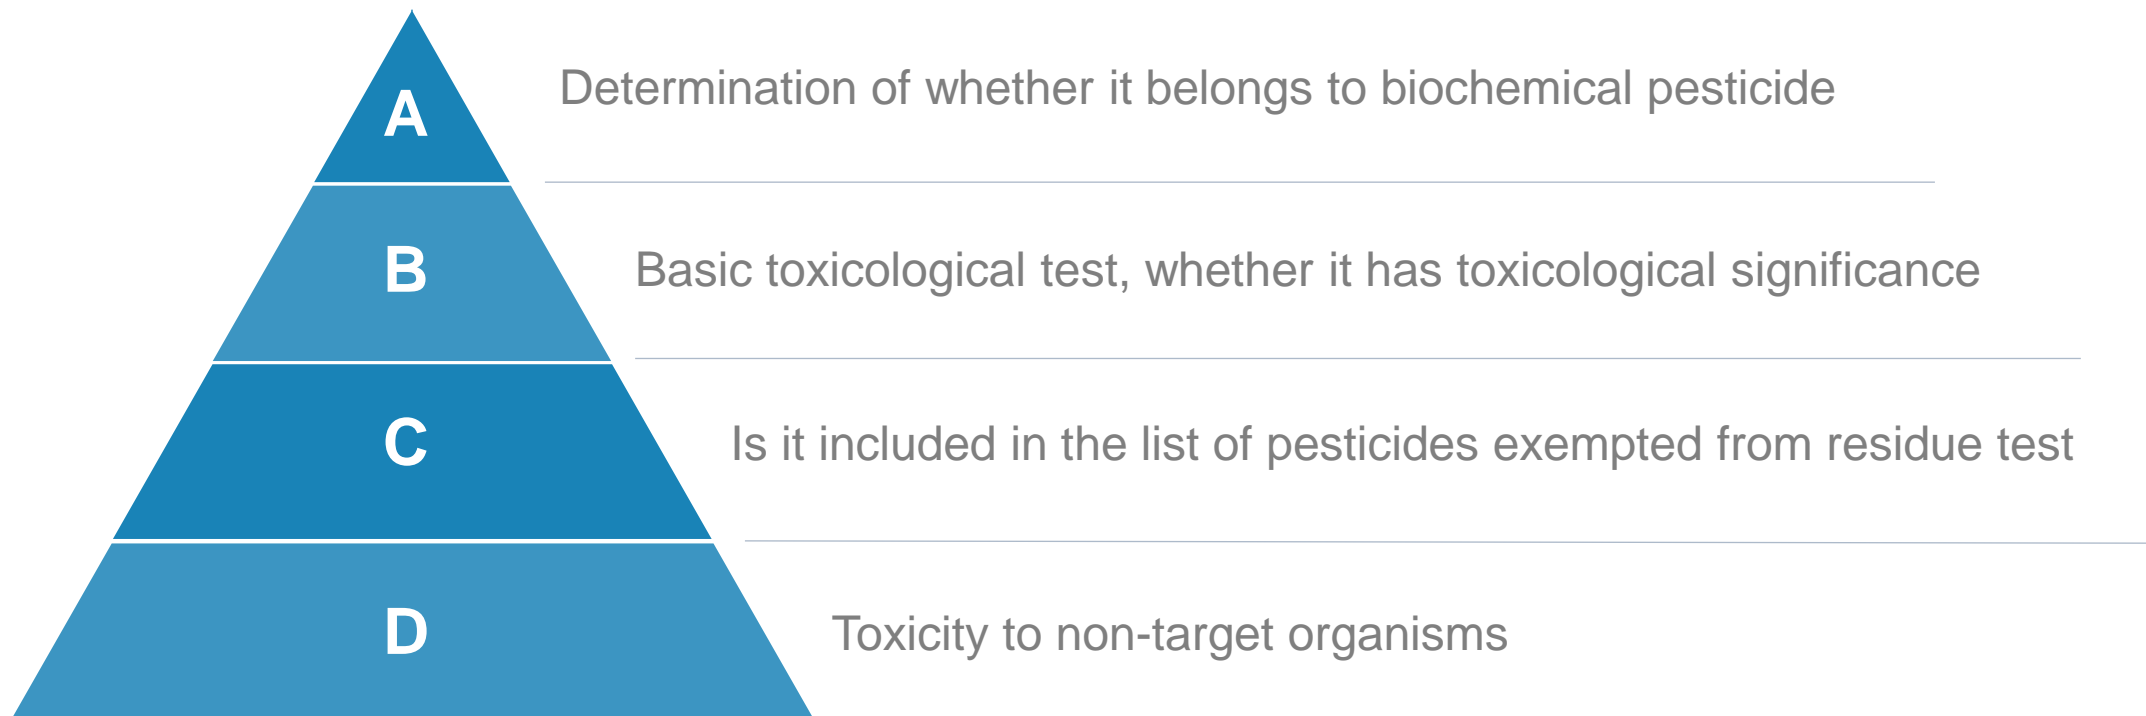 A
Determination of whether it belongs to biochemical pesticide
B
Basic toxicological test, whether it has toxicological significance
C
Is it included in the list of pesticides exempted from residue test
D
Toxicity to non-target organisms